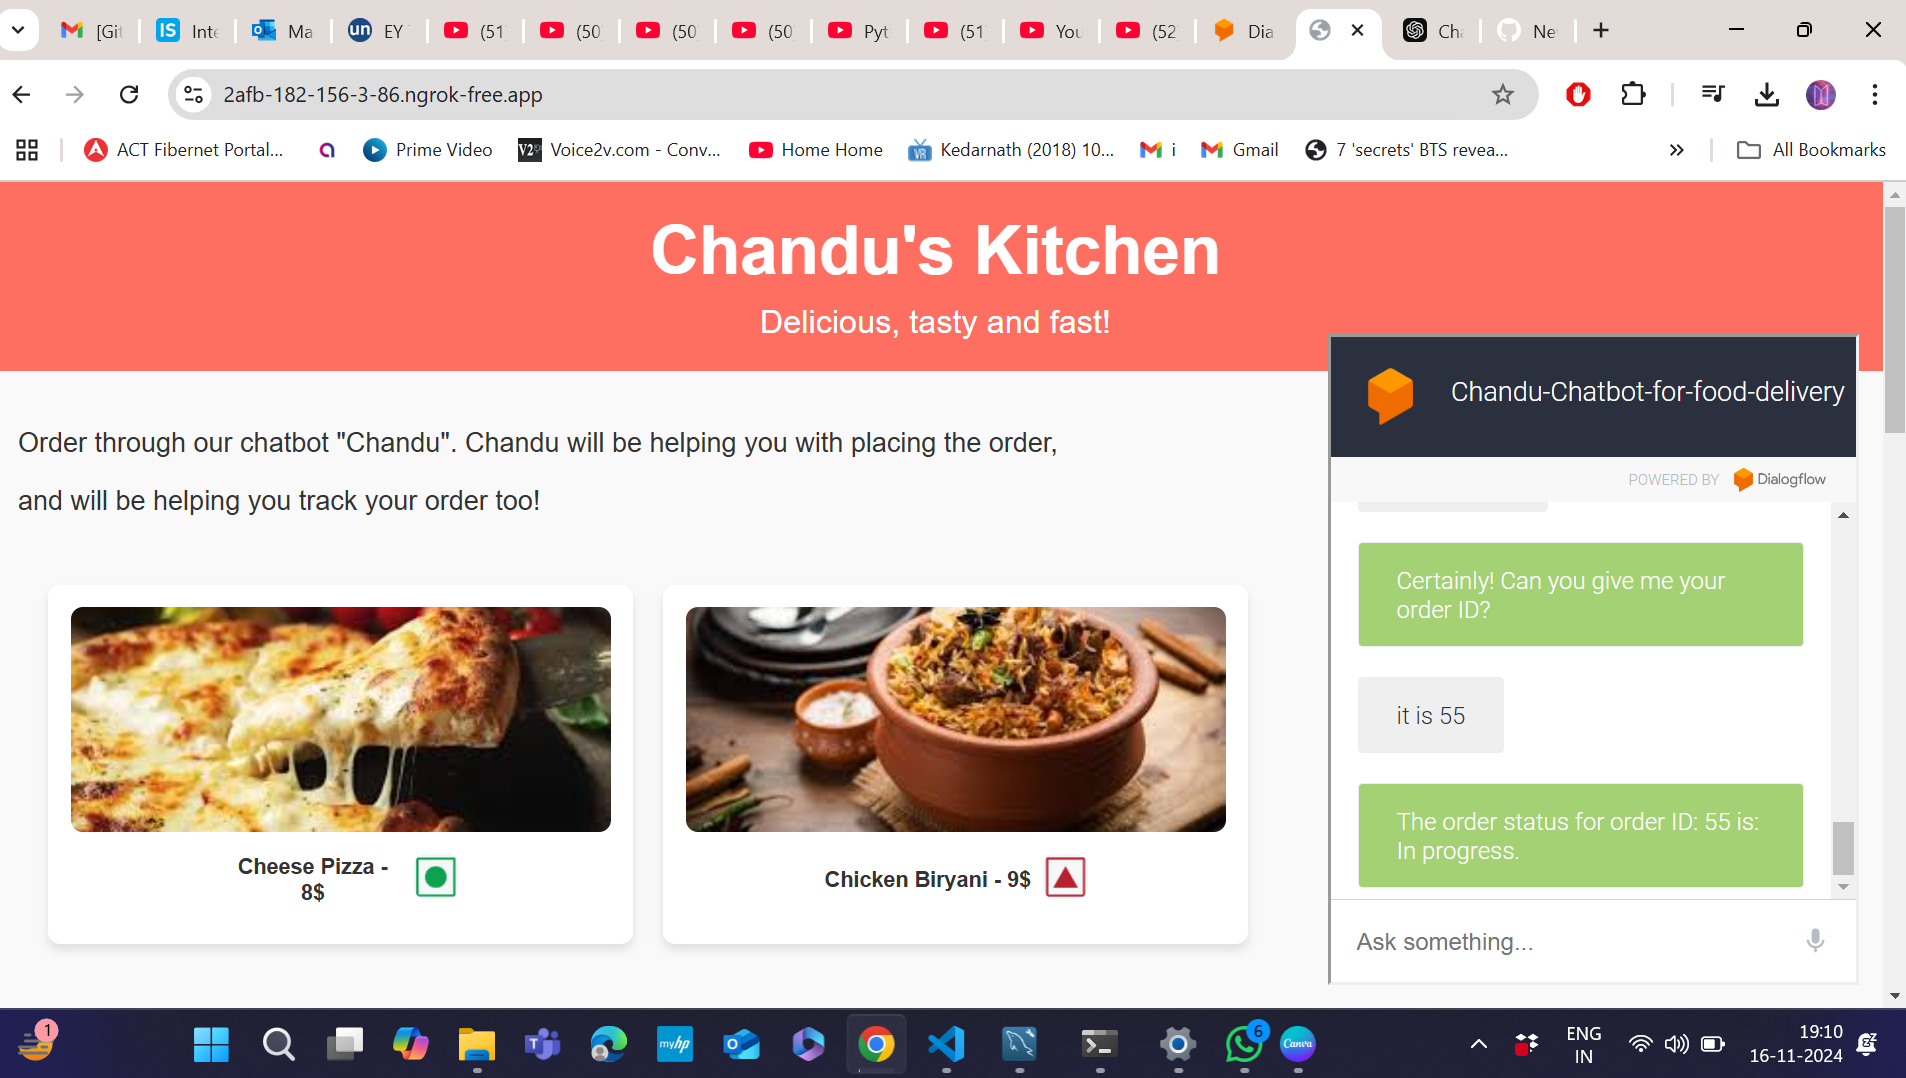 [Git
Inte
Ma
EY
(51
(50
(50
(50
Pyt
(51
You
(52
Dia
Cha
Ne
2afb-182-156-3-86.ngrok-free.app
ACT Fibernet Portal...
Prime Video
V2
Voice2v.com - Conv...
Home Home
Kedarnath (2018) 10...
i
Gmail
7 'secrets' BTS revea...
All Bookmarks
Chandu's Kitchen
Delicious, tasty and fast!
Order through our chatbot "Chandu". Chandu will be helping you with placing the order,
and will be helping you track your order too!
Cheese Pizza -
8$
Chicken Biryani - 9$
Chandu-Chatbot-for-food-delivery
POWERED BY Dialogflow
Certainly! Can you give me your
order ID?
it is 55
The order status for order ID: 55 is:
In progress.
Ask something...
1
myhp
6
Canva
ENG
IN
19:10
16-11-2024